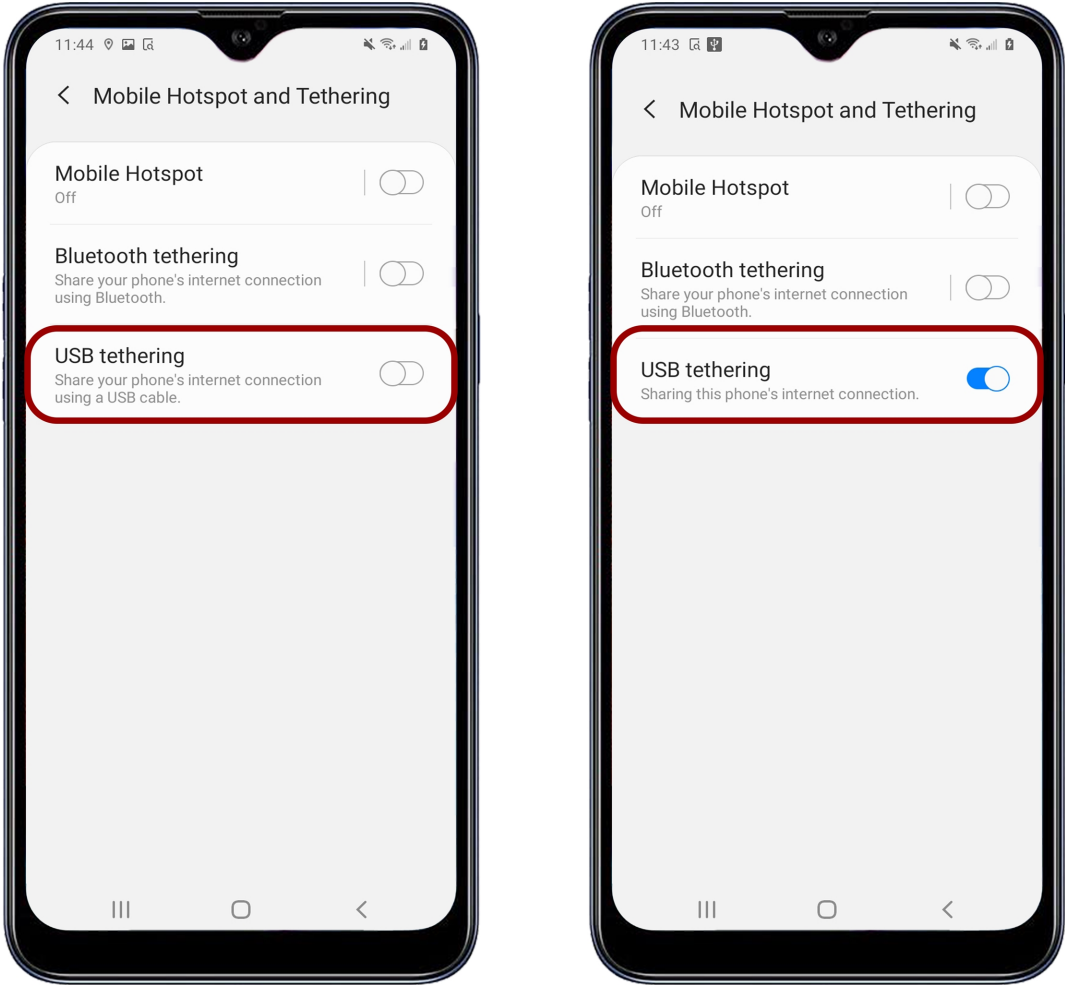 11:44
Mobile Hotspot and Tethering
Mobile Hotspot
Off
Bluetooth tethering
Share your phone's internet connection
using Bluetooth.
USB tethering
Share your phone's internet connection
using a USB cable.
11:43
Mobile Hotspot and Tethering
Mobile Hotspot
Off
Bluetooth tethering
Share your phone's internet connection
using Bluetooth.
USB tethering
Sharing this phone's internet connection.